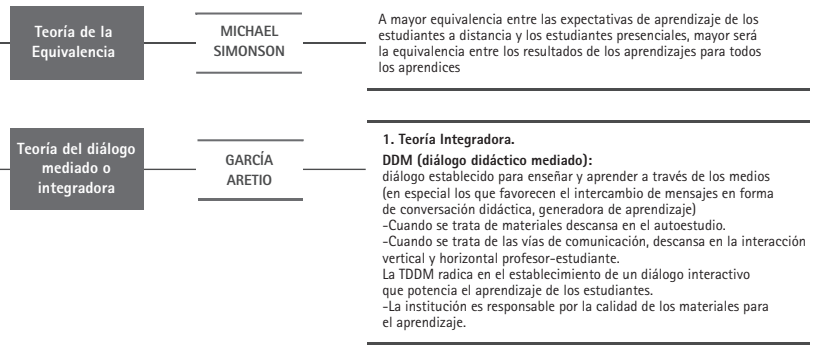 Teoría de la
Equivalencia
MICHAEL
SIMONSON
A mayor equivalencia entre las expectativas de aprendizaje de los
estudiantes a distancia y los estudiantes presenciales, mayor será
la equivalencia entre los resultados de los aprendizajes para todos
los aprendices
Teoría del diálogo
mediado o
integradora
GARCÍA
ARETIO
1. Teoría Integradora.
DDM (diálogo didáctico mediado):
diálogo establecido para enseñar y aprender a través de los medios
(en especial los que favorecen el intercambio de mensajes en forma
de conversación didáctica, generadora de aprendizaje)
-Cuando se trata de materiales descansa en el autoestudio.
-Cuando se trata de las vías de comunicación, descansa en la interacción
vertical y horizontal profesor-estudiante.
La TDDM radica en el establecimiento de un diálogo interactivo
que potencia el aprendizaje de los estudiantes.
-La institución es responsable por la calidad de los materiales para
el aprendizaje.